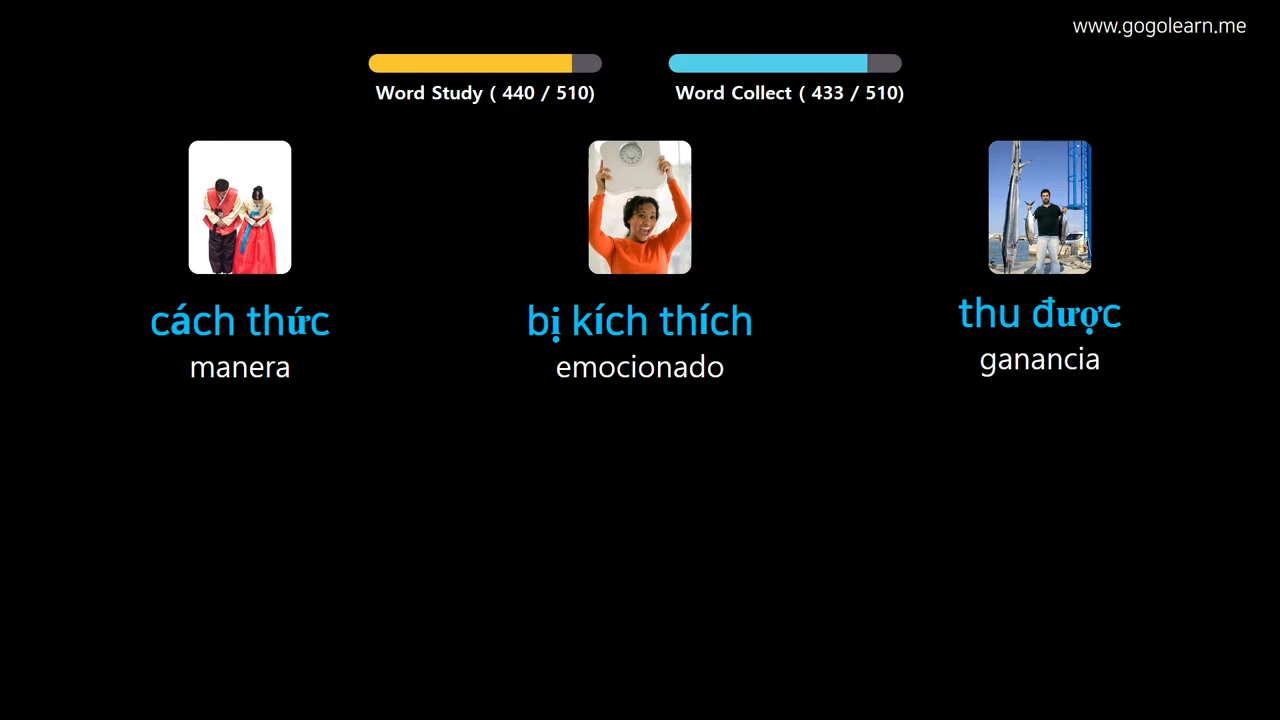 www.gogolearn.me
Word Study ( 440 / 510)
Word Collect ( 433 / 510)
cách thức
manera
bị kích thích
emocionado
thu được
ganancia